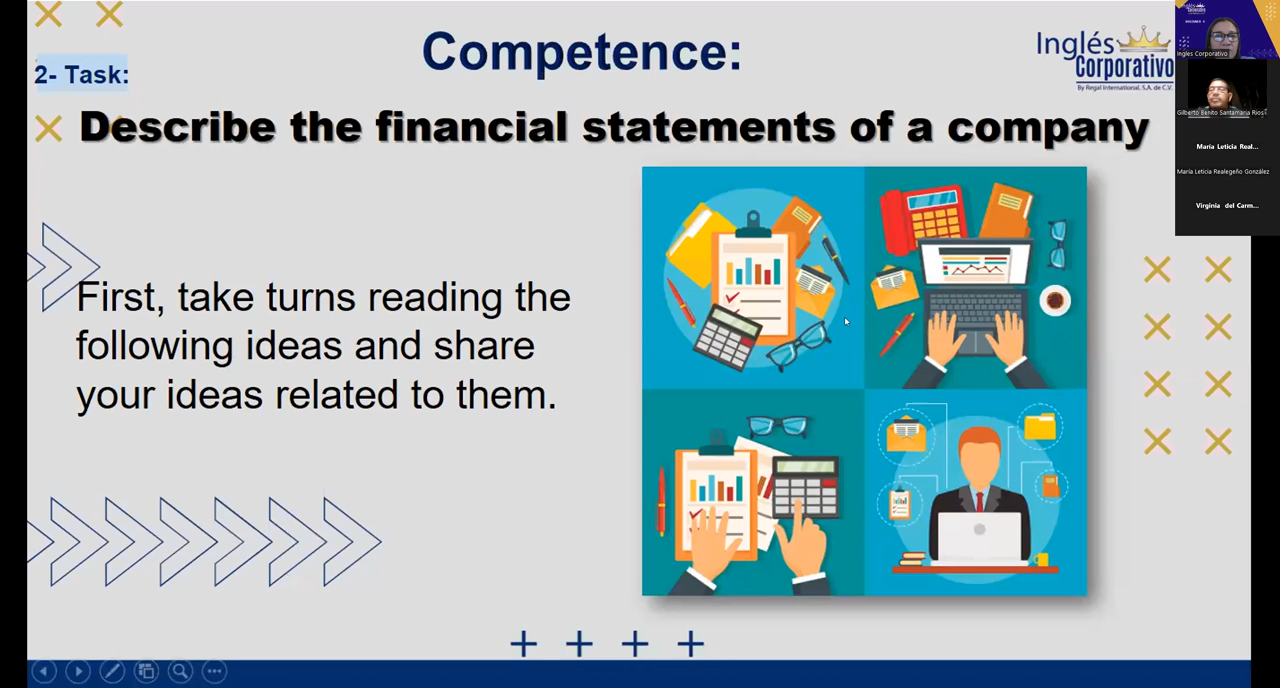 Competence:
2- Task:
Inglés
Corporativo
By Regal International, S.A. de C.V.
Describe the financial statements of a company
First, take turns reading the
following ideas and share
your ideas related to them.
Ingles Corporativo
Gilberto Benito Santamaria Rios
María Leticia Real...
María Leticia Realegeño González
Virginia del Carm...